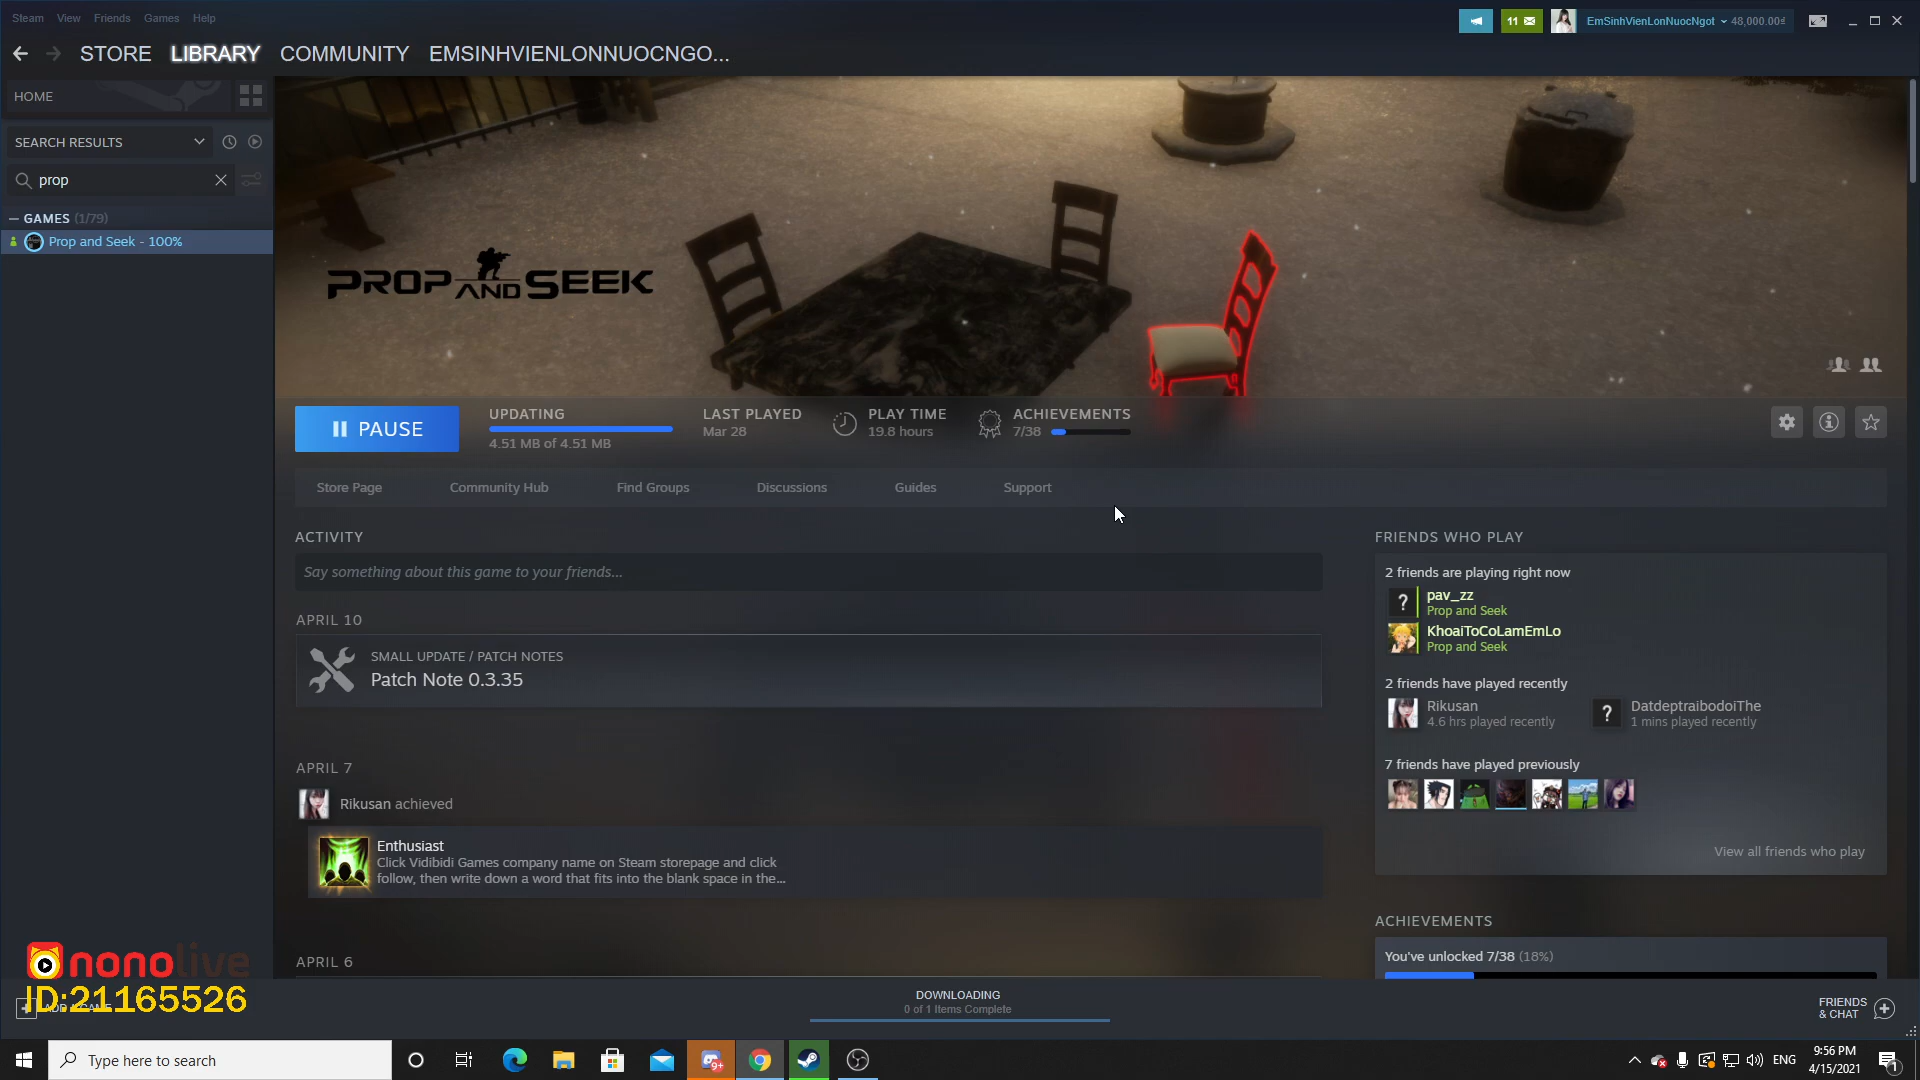 Steam View Friends Games Help
11
EmSinhVienLonNuocNgot 48,000.00₫
STORE LIBRARY COMMUNITY EMSINHVIENLONNUOCNGO...
HOME
SEARCH RESULTS
prop
GAMES (1/79)
Prop and Seek - 100%
PROP AND SEEK
PAUSE
UPDATING
4.51 MB of 4.51 MB
LAST PLAYED
Mar 28
PLAY TIME
19.8 hours
ACHIEVEMENTS
7/38
Store Page Community Hub Find Groups Discussions Guides Support
ACTIVITY
Say something about this game to your friends...
APRIL 10
SMALL UPDATE / PATCH NOTES
Patch Note 0.3.35
APRIL 7
Rikusan achieved
Enthusiast
Click Vidibidi Games company name on Steam storepage and click
follow, then write down a word that fits into the blank space in the...
APRIL 6
FRIENDS WHO PLAY
2 friends are playing right now
pav_zz
Prop and Seek
KhoaiToCoLamEmLo
Prop and Seek
2 friends have played recently
Rikusan
4.6 hrs played recently
DatdeptraibodoiThe
1 mins played recently
7 friends have played previously
View all friends who play
ACHIEVEMENTS
You've unlocked 7/38 (18%)
nonolive
ID:21165526
DOWNLOADING
0 of 1 Items Complete
FRIENDS
& CHAT
Type here to search
9+
ENG
9:56 PM
4/15/2021
1